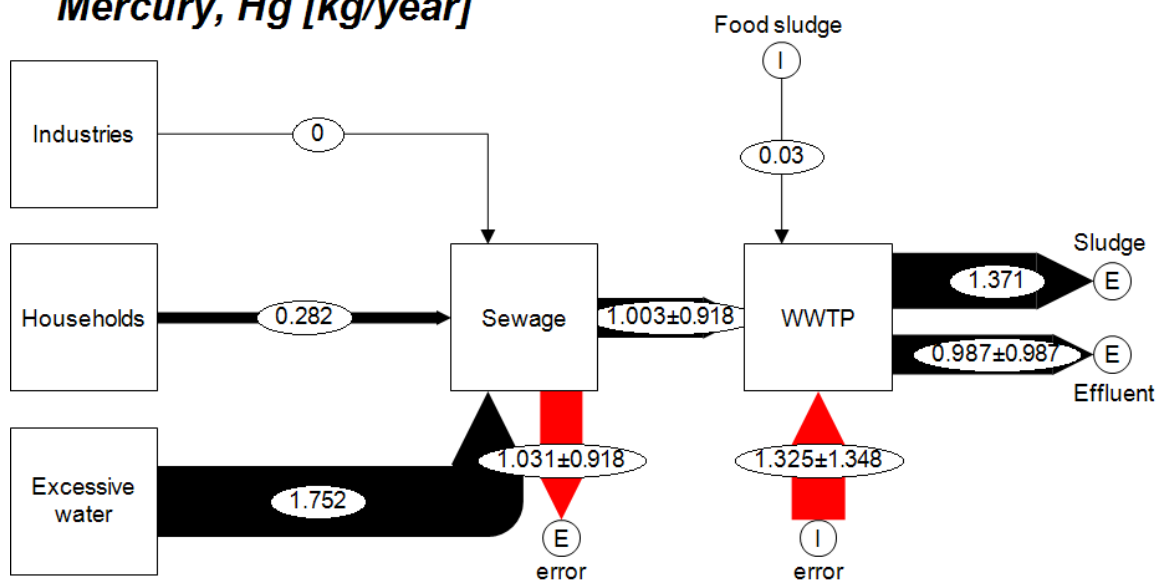 Mercury, Hg [kg/year]
Food sludge
I
Industries
0
0.03
Sludge
E
1.371
Households
0.282
Sewage
1.003±0.918
WWTP
0.987±0.987
E
Effluent
Excessive
water
1.752
1.031±0.918
1.325±1.348
E
I
error
error